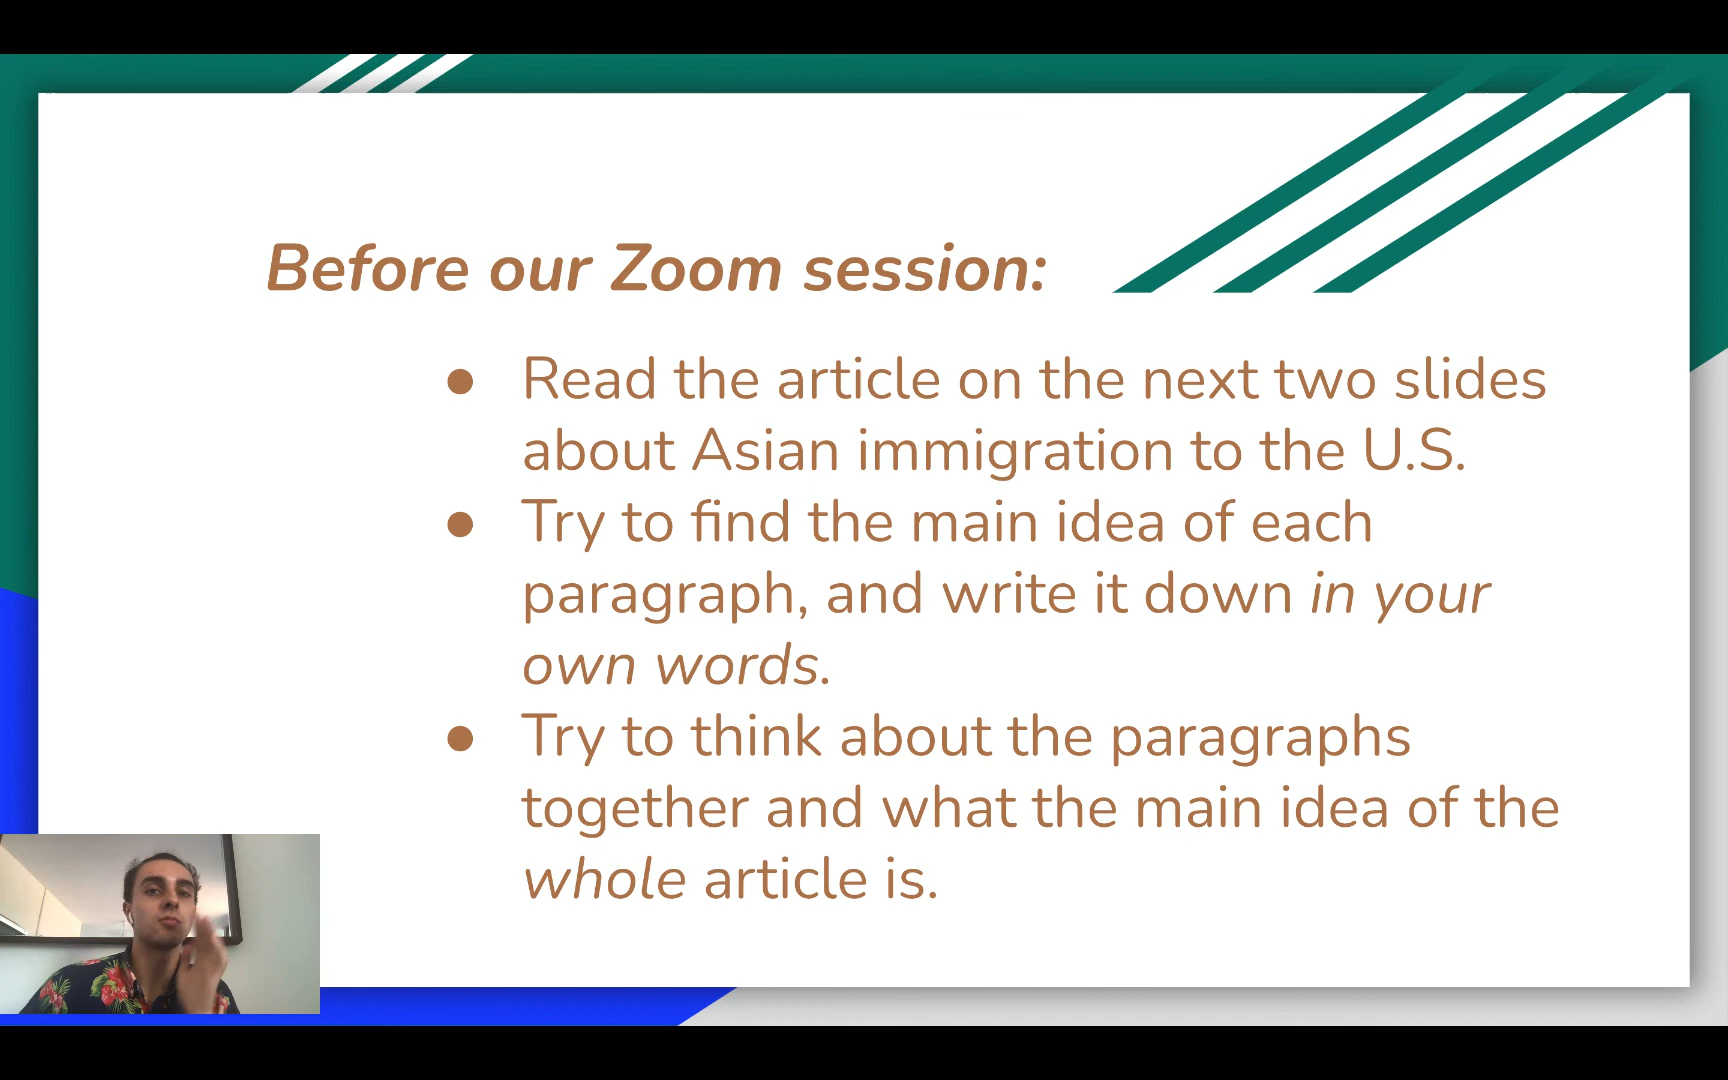 Before our Zoom session:
● Read the article on the next two slides
about Asian immigration to the U.S.
● Try to find the main idea of each
paragraph, and write it down in your
own words.
● Try to think about the paragraphs
together and what the main idea of the
whole article is.